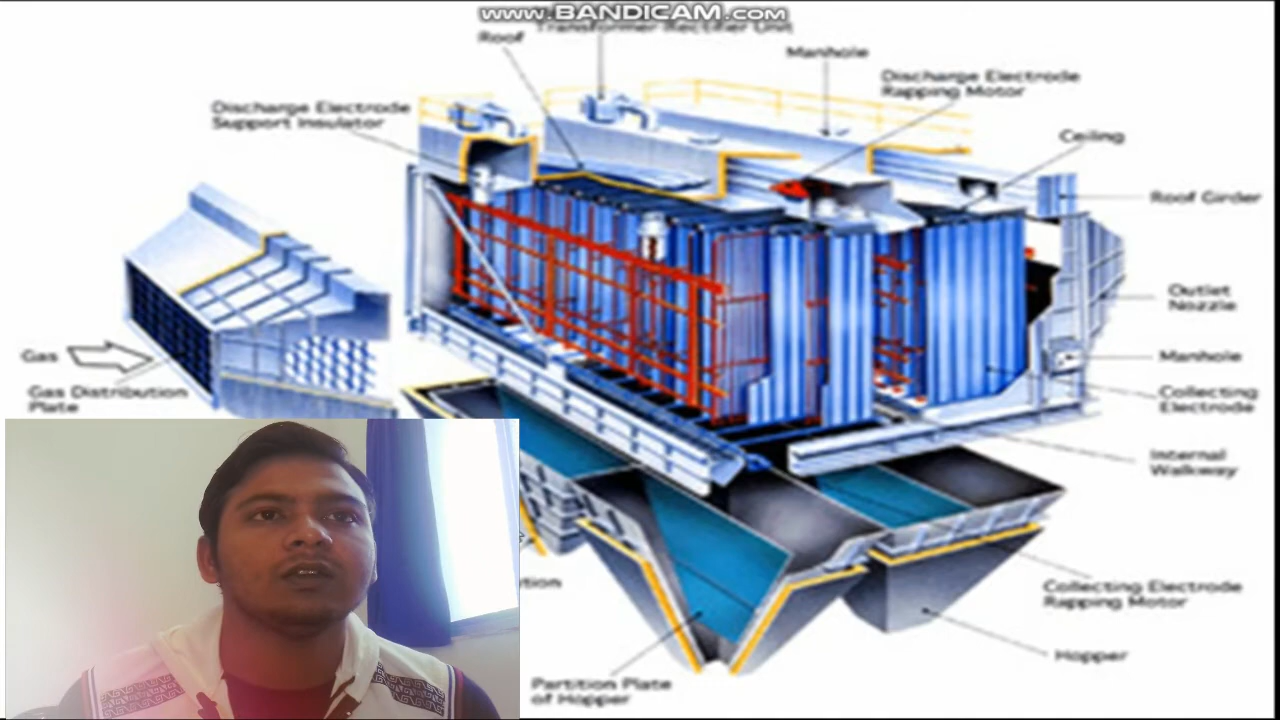 www.BANDICAM.com
Transformer Rectifier Unit
Roof
Manhole
Discharge Electrode
Rapping Motor
Discharge Electrode
Support Insulator
Ceiling
Roof Girder
Outlet
Nozzle
Gas
Manhole
Gas Distribution
Plate
Collecting
Electrode
Internal
Walkway
Collecting Electrode
Rapping Motor
Hopper
Partition Plate
of Hopper